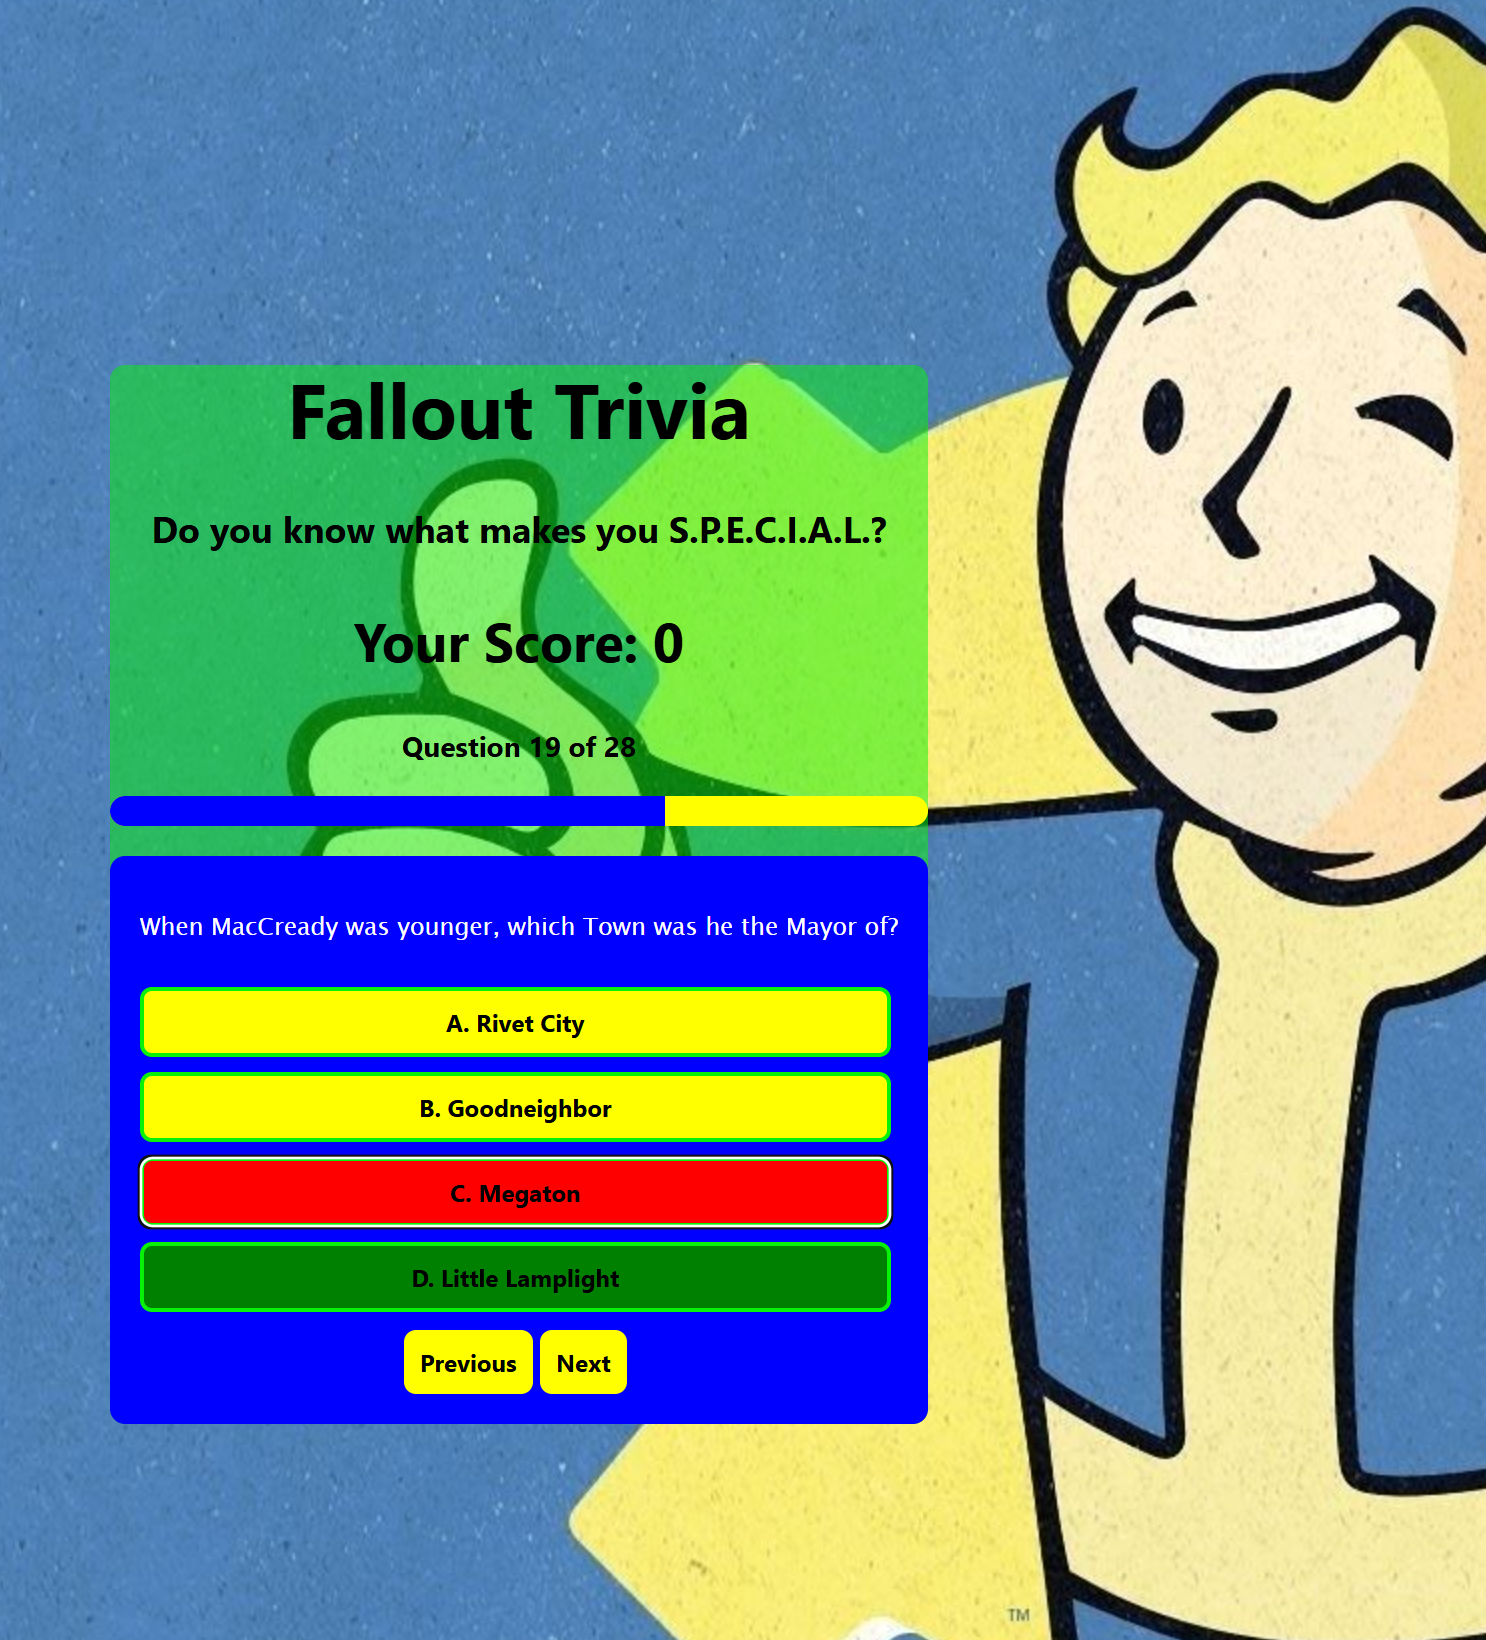 Fallout Trivia
Do you know what makes you S.P.E.C.I.A.L.?
Your Score: 0
Question 19 of 28
When MacCready was younger, which Town was he the Mayor of?
A. Rivet City
B. Goodneighbor
C. Megaton
D. Little Lamplight
Previous Next
TM